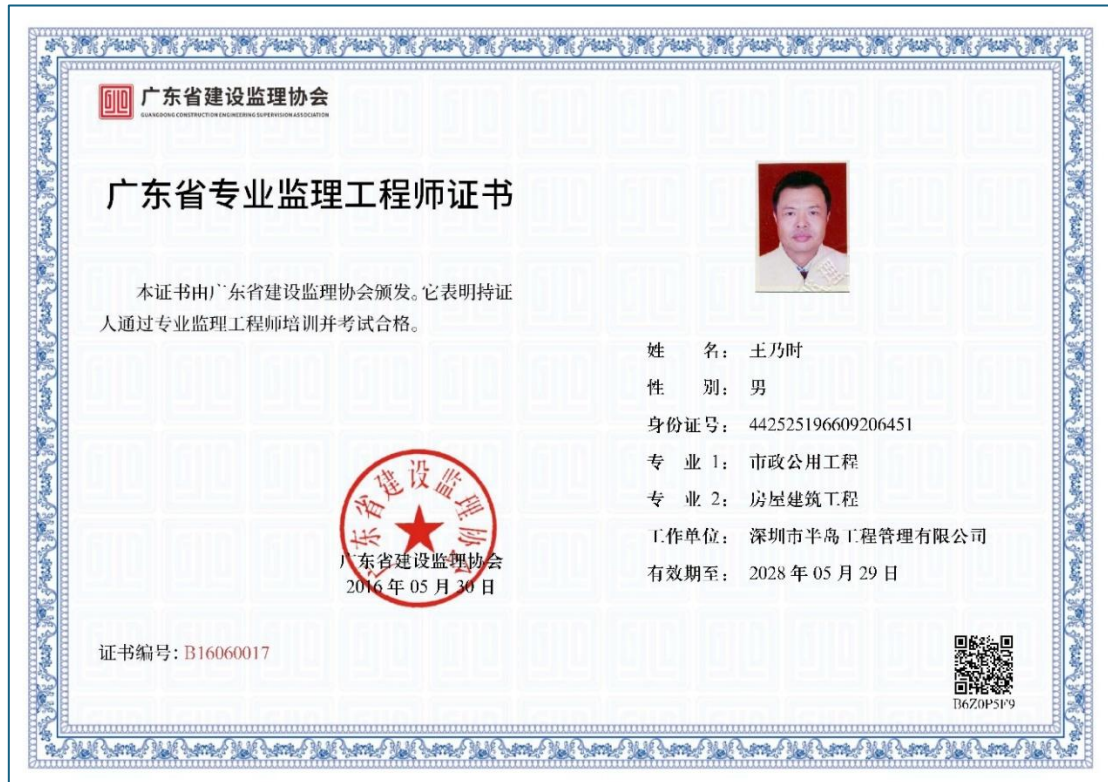 广东省建设监理协会
GUANGDONG CONSTRUCTION ENGINEERING SUPERVISION ASSOCIATION
广东省专业监理工程师证书
本证书由广东省建设监理协会颁发。它表明持证
人通过专业监理工程师培训并考试合格。
姓 名: 王乃时
性 别: 男
身份证号: 442525196609206451
专 业 1: 市政公用工程
专 业 2: 房屋建筑工程
工作单位: 深圳市半岛工程管理有限公司
有效期至: 2028 年 05 月 29 日
广东省建设监理协会
广东省建设监理协会
2016 年 05 月 30 日
证书编号: B16060017
B6Z0P5F9